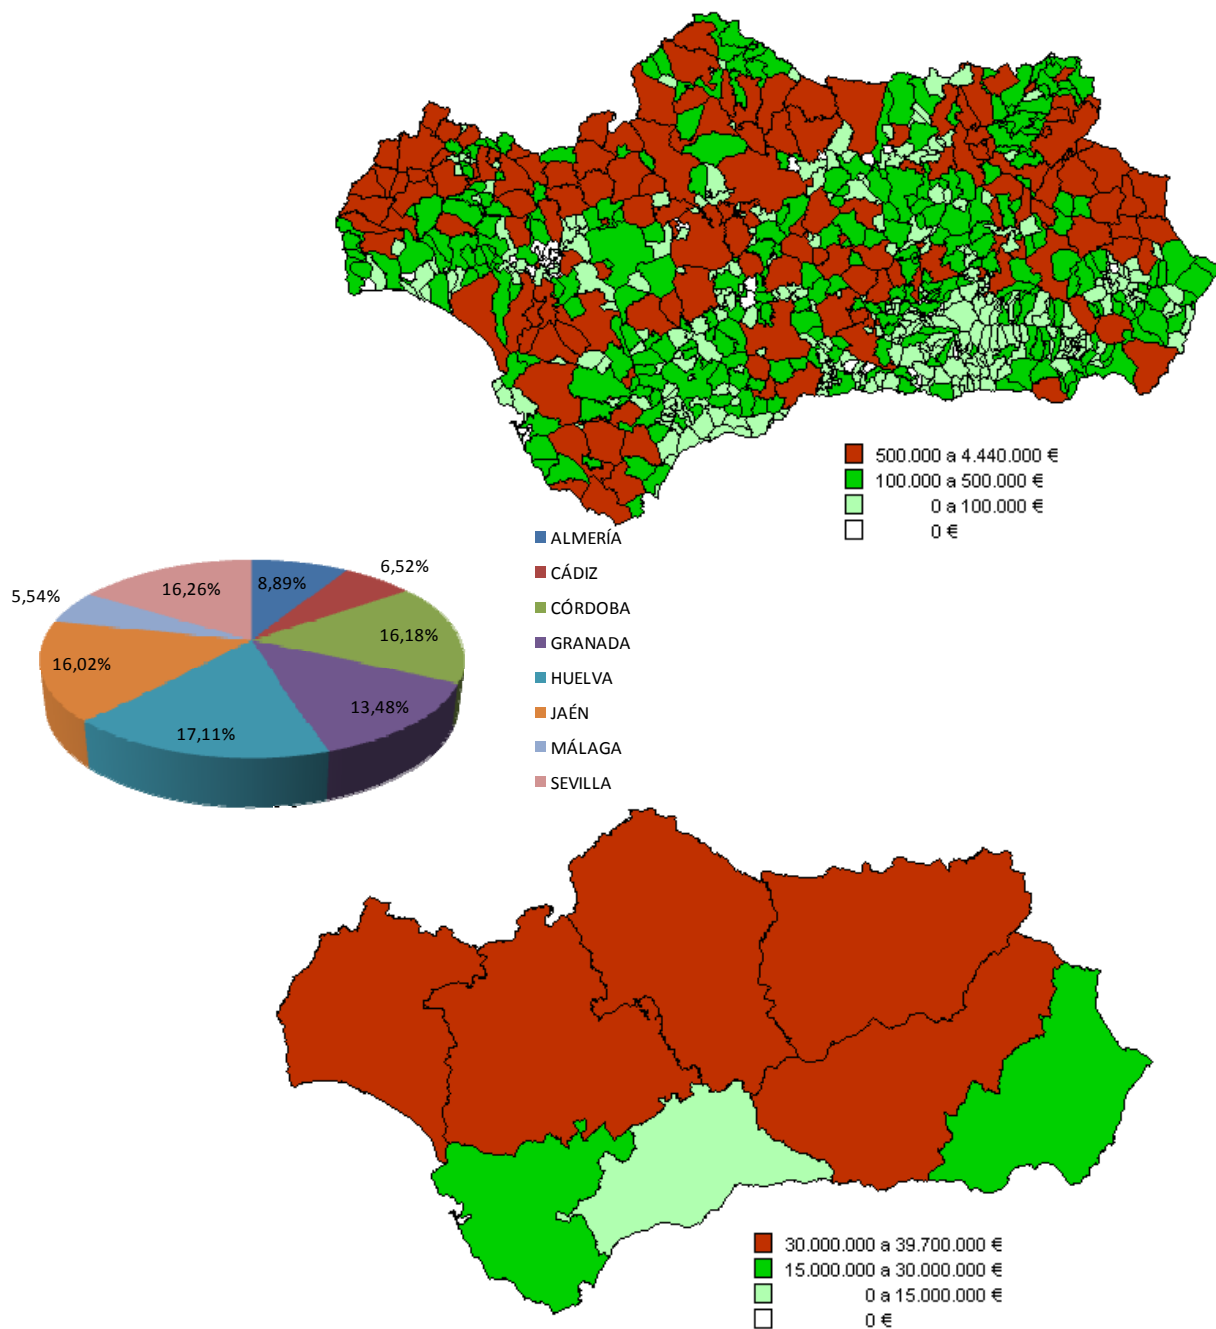 500.000 a 4.440.000 €
100.000 a 500.000 €
0 a 100.000 €
0 €
ALMERÍA
CÁDIZ
CÓRDOBA
GRANADA
HUELVA
JAÉN
MÁLAGA
SEVILLA
8,89%
6,52%
16,18%
13,48%
17,11%
16,02%
5,54%
16,26%
30.000.000 a 39.700.000 €
15.000.000 a 30.000.000 €
0 a 15.000.000 €
0 €